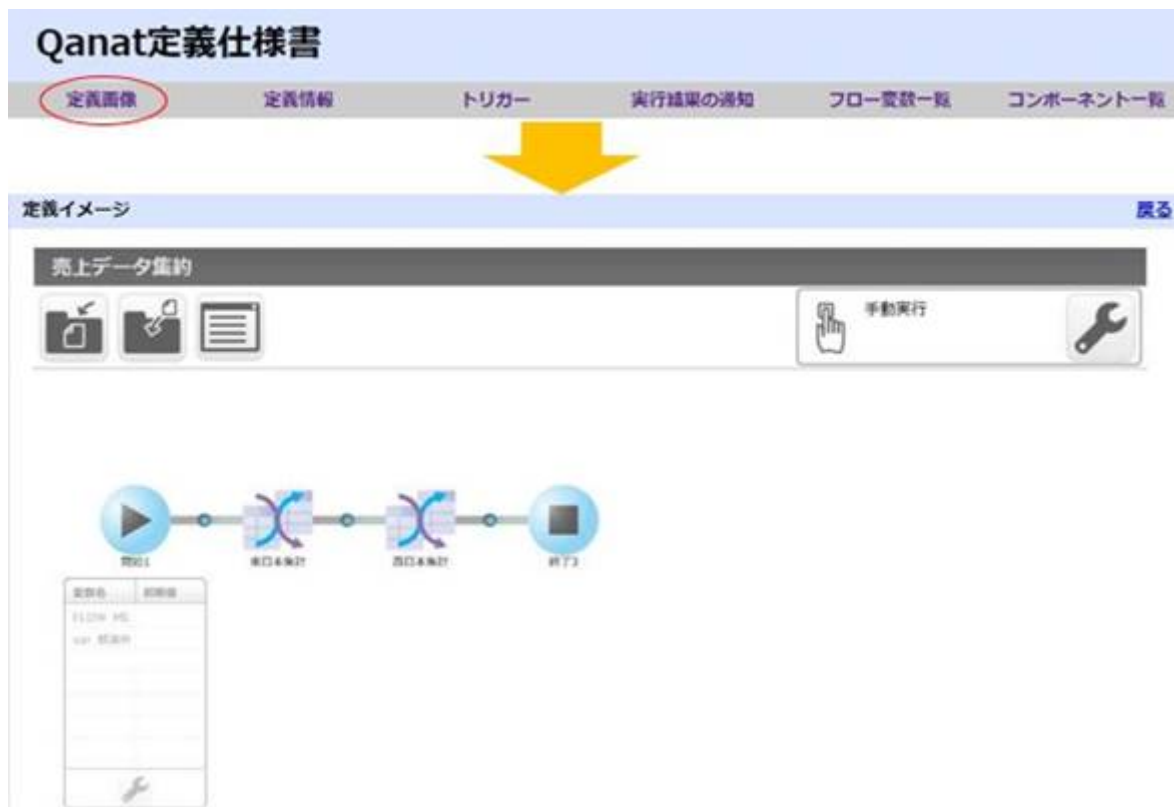 Qanat定義仕様書
定義画像 定義情報 トリガー 実行結果の通知 フロー変数一覧 コンポーネント一覧
定義イメージ 戻る
売上データ集約
手動実行
開始1 東日本集計 西日本集計 終了3
変数名 初期値